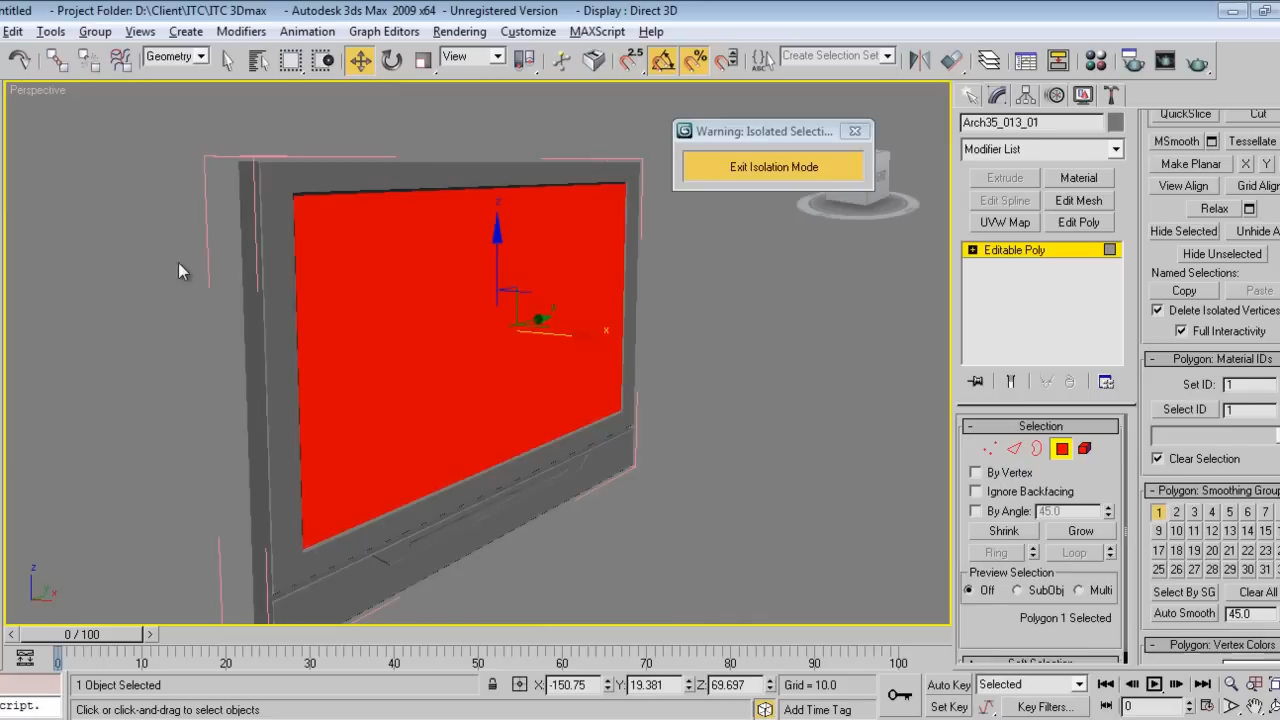 ntitled - Project Folder: D:\Client\ITC\ITC 3Dmax - Autodesk 3ds Max 2009 x64 - Unregistered Version - Display : Direct 3D
Edit Tools Group Views Create Modifiers Animation Graph Editors Rendering Customize MAXScript Help
Geometry View 2.5 % ABC Create Selection Set
Perspective
Warning: Isolated Selecti...
Exit Isolation Mode
z
x
z
x
Arch35_013_01
Modifier List
Extrude Material
Edit Spline Edit Mesh
UVW Map Edit Poly
Editable Poly
Selection
By Vertex
Ignore Backfacing
By Angle: 45.0
Shrink Grow
Ring Loop
Preview Selection
Off SubObj Multi
Polygon 1 Selected
QuickSlice Cut
MSmooth Tessellate
Make Planar X Y
View Align Grid Align
Relax
Hide Selected Unhide A
Hide Unselected
Named Selections:
Copy Paste
Delete Isolated Vertices
Full Interactivity
Polygon: Material IDs
Set ID: 1
Select ID 1
Clear Selection
Polygon: Smoothing Group
1 2 3 4 5 6 7
9 10 11 12 13 14 15
17 18 19 20 21 22 23
25 26 27 28 29 30 31
Select By SG Clear All
Auto Smooth 45.0
Polygon: Vertex Colors
< 0 / 100 >
0 10 20 30 40 50 60 70 80 90 100
1 Object Selected X: -150.75 Y: 19.381 Z: 69.697 Grid = 10.0 Auto Key Selected
script. Click or click-and-drag to select objects Add Time Tag Set Key Key Filters... 0